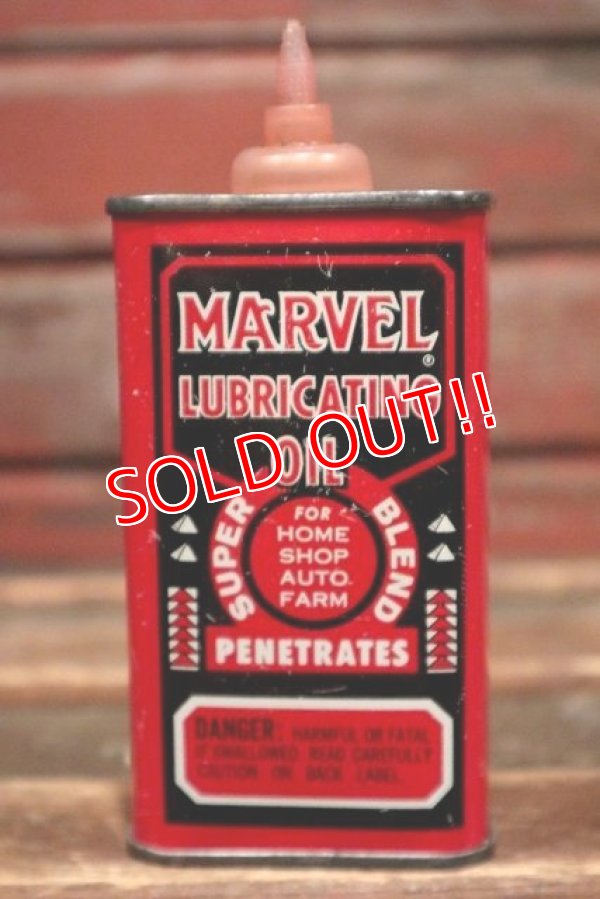 MARVEL®
LUBRICATING
OIL
SOLD OUT!!
SUPER BLEND
FOR
HOME
SHOP
AUTO
FARM
PENETRATES
DANGER: HARMFUL OR FATAL
IF SWALLOWED. READ CAREFULLY
CAUTION ON BACK LABEL.